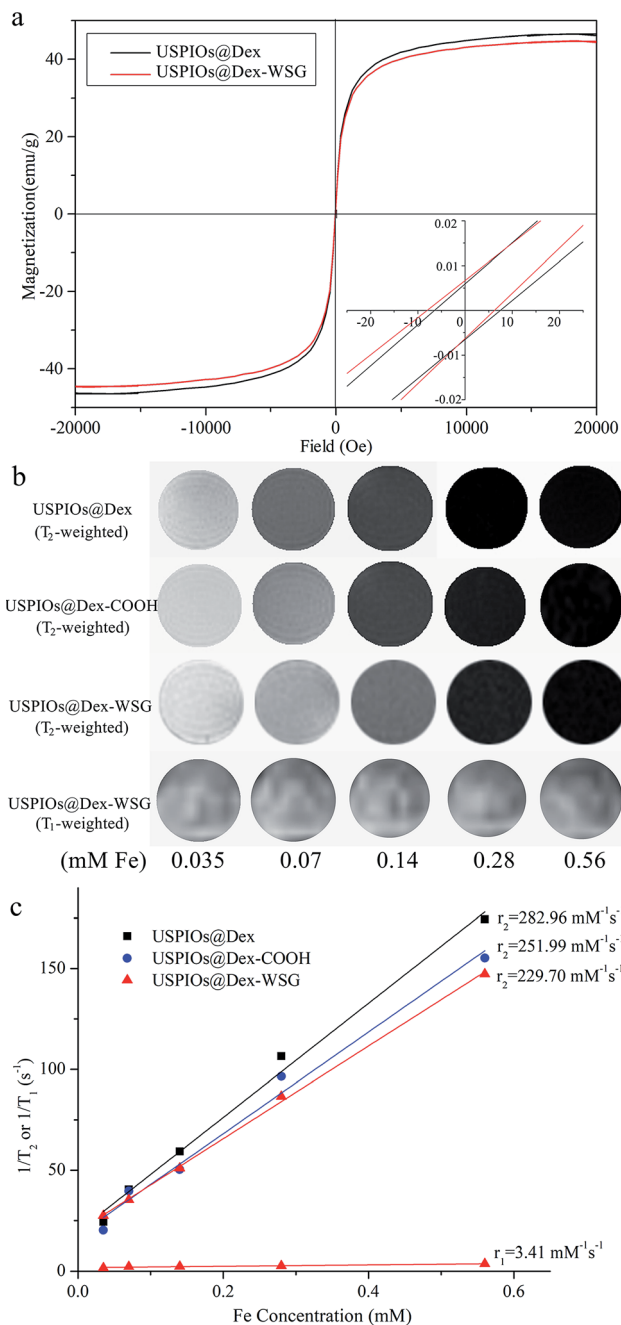 a
USPIOs@Dex
USPIOs@Dex-WSG
Magnetization(emu/g)
40
20
0
-20
-40
-20000
-10000
0
10000
20000
Field (Oe)
0.02
0.01
-0.01
-0.02
-20
-10
0
10
20
b
USPIOs@Dex
(T₂-weighted)
USPIOs@Dex-COOH
(T₂-weighted)
USPIOs@Dex-WSG
(T₂-weighted)
USPIOs@Dex-WSG
(T₁-weighted)
(mM Fe) 0.035 0.07 0.14 0.28 0.56
c
USPIOs@Dex
USPIOs@Dex-COOH
USPIOs@Dex-WSG
r₂=282.96 mM⁻¹s⁻
r₂=251.99 mM⁻¹s⁻
r₂=229.70 mM⁻¹s⁻¹
r₁=3.41 mM⁻¹s⁻¹
1/T₂ or 1/T₁ (s⁻¹)
150
100
50
0
0.0
0.2
0.4
0.6
Fe Concentration (mM)